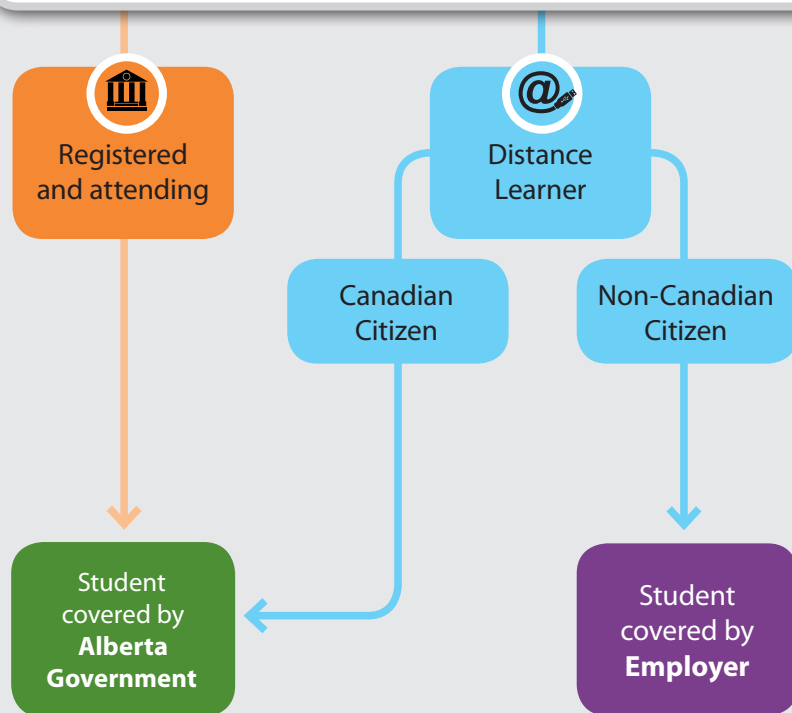 Registered
and attending
@
Distance
Learner
Canadian
Citizen
Non-Canadian
Citizen
Student
covered by
Alberta
Government
Student
covered by
Employer